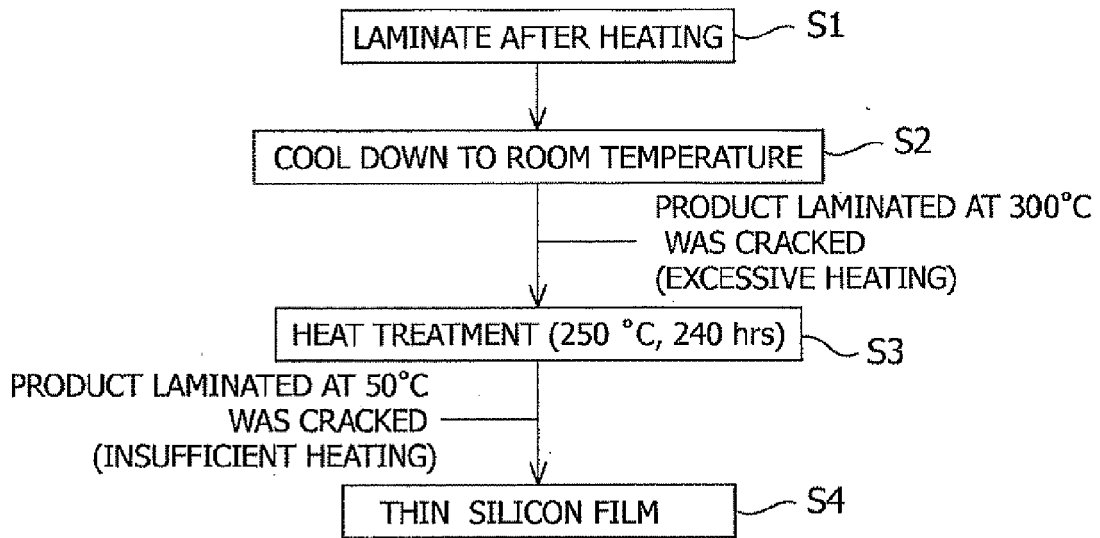 LAMINATE AFTER HEATING
S1
COOL DOWN TO ROOM TEMPERATURE
S2
PRODUCT LAMINATED AT 300°C
WAS CRACKED
(EXCESSIVE HEATING)
HEAT TREATMENT (250 °C, 240 hrs)
S3
PRODUCT LAMINATED AT 50°C
WAS CRACKED
(INSUFFICIENT HEATING)
THIN SILICON FILM
S4